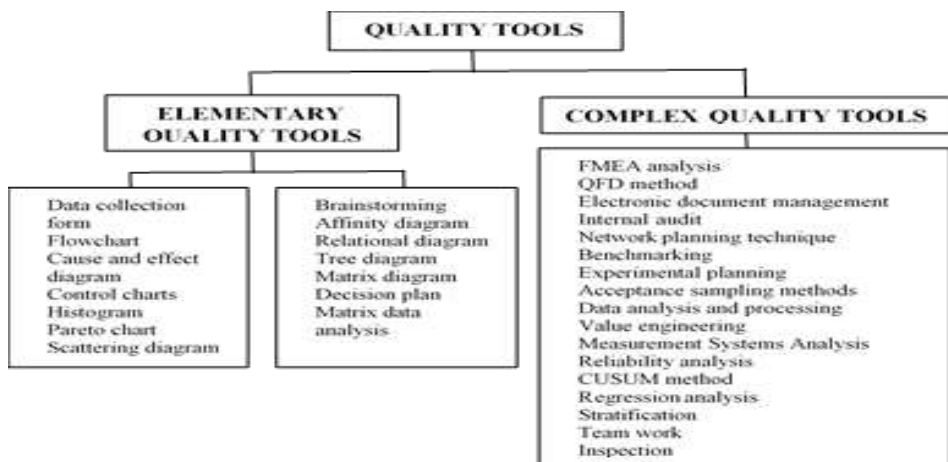 QUALITY TOOLS
ELEMENTARY
QUALITY TOOLS
COMPLEX QUALITY TOOLS
Data collection
form
Flowchart
Cause and effect
diagram
Control charts
Histogram
Pareto chart
Scattering diagram
Brainstorming
Affinity diagram
Relational diagram
Tree diagram
Matrix diagram
Decision plan
Matrix data
analysis
FMEA analysis
QFD method
Electronic document management
Internal audit
Network planning technique
Benchmarking
Experimental planning
Acceptance sampling methods
Data analysis and processing
Value engineering
Measurement Systems Analysis
Reliability analysis
CUSUM method
Regression analysis
Stratification
Team work
Inspection